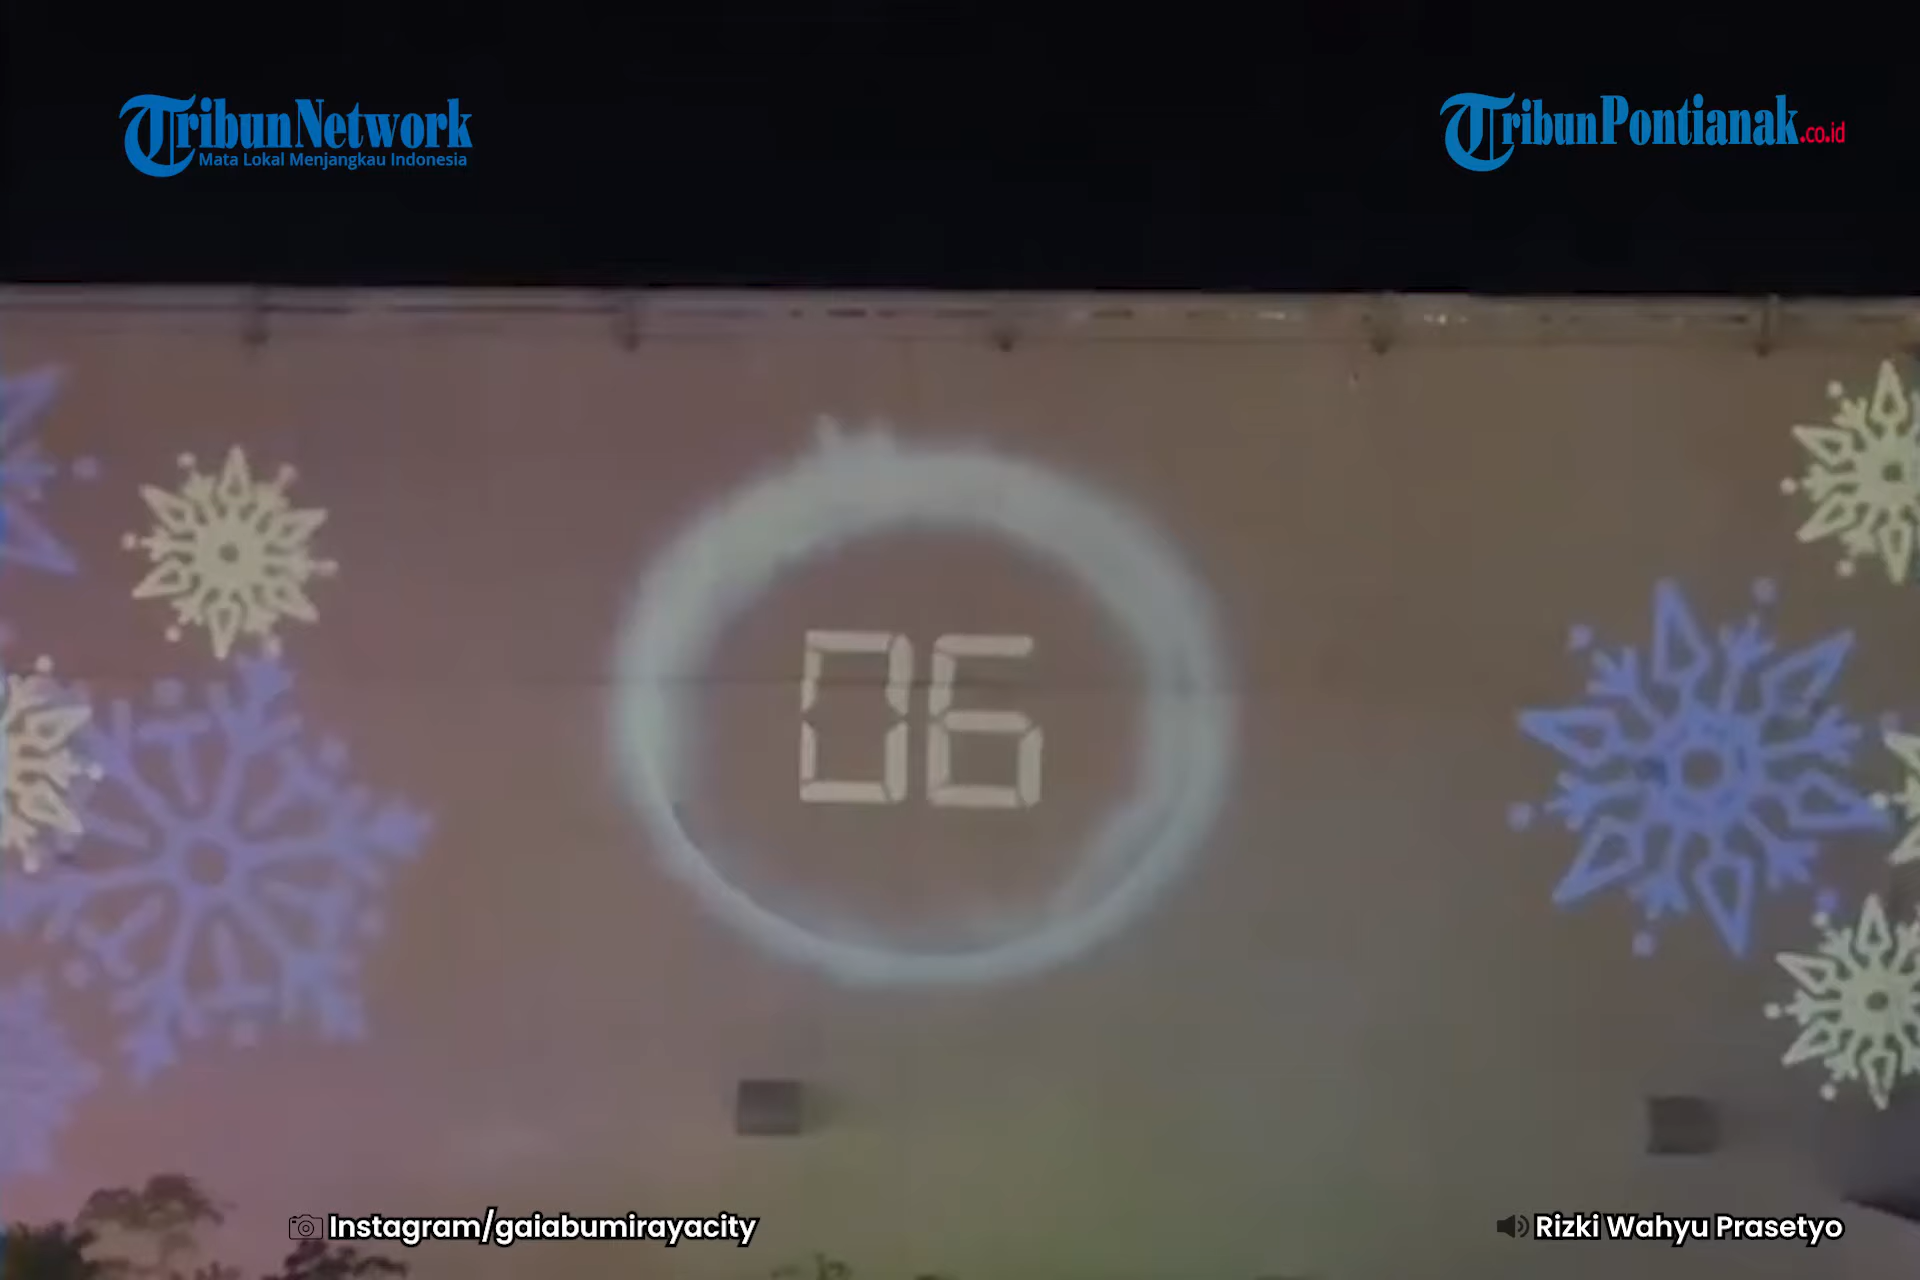 TribunNetwork
Mata Lokal Menjangkau Indonesia
TribunPontianak.co.id
06
Instagram/gaiabumirayacity
Rizki Wahyu Prasetyo